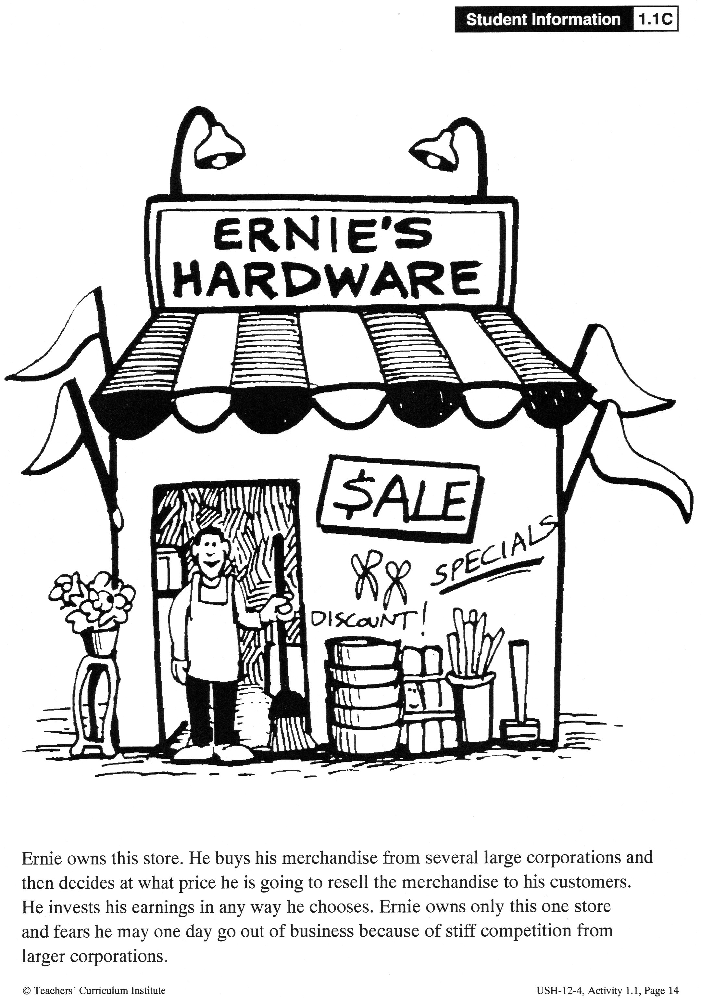 Student Information 1.1C
ERNIE'S
HARDWARE
$ALE
SPECIALS
DISCOUNT!
Ernie owns this store. He buys his merchandise from several large corporations and
then decides at what price he is going to resell the merchandise to his customers.
He invests his earnings in any way he chooses. Ernie owns only this one store
and fears he may one day go out of business because of stiff competition from
larger corporations.
© Teachers' Curriculum Institute
USH-12-4, Activity 1.1, Page 14